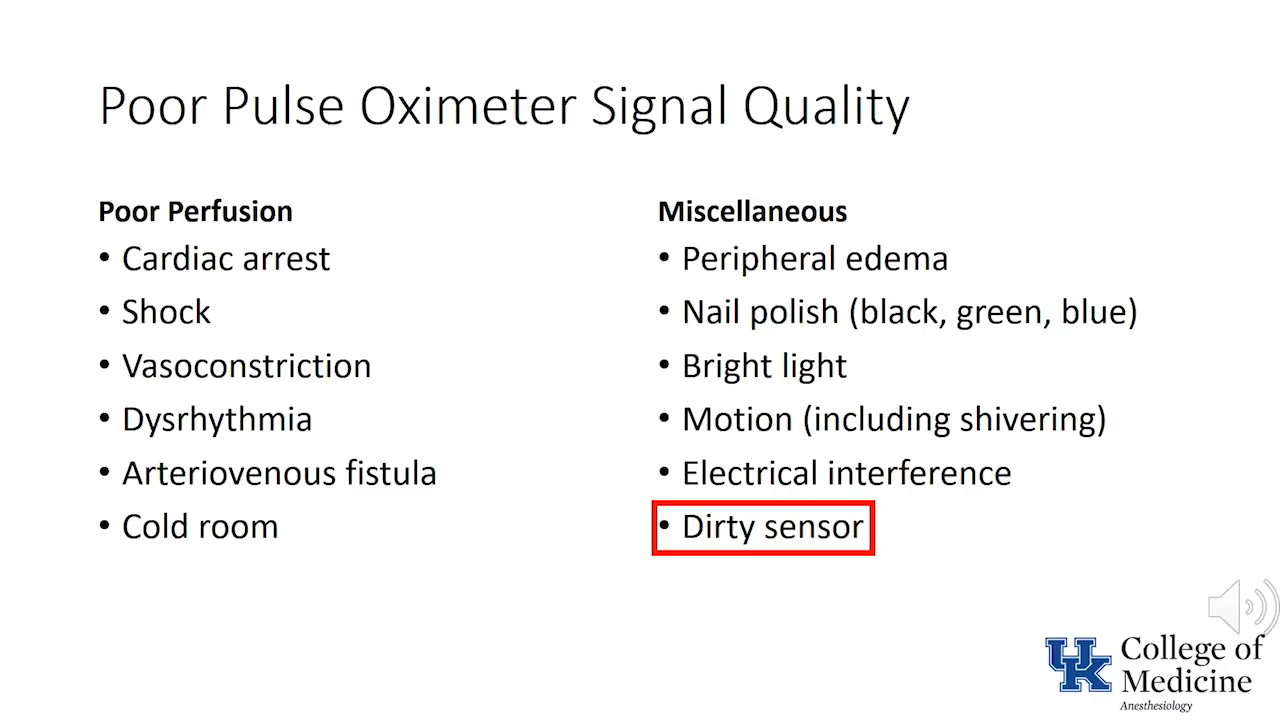 Poor Pulse Oximeter Signal Quality
Poor Perfusion
• Cardiac arrest
• Shock
• Vasoconstriction
• Dysrhythmia
• Arteriovenous fistula
• Cold room
Miscellaneous
• Peripheral edema
• Nail polish (black, green, blue)
• Bright light
• Motion (including shivering)
• Electrical interference
• Dirty sensor
UK
College of
Medicine
Anesthesiology